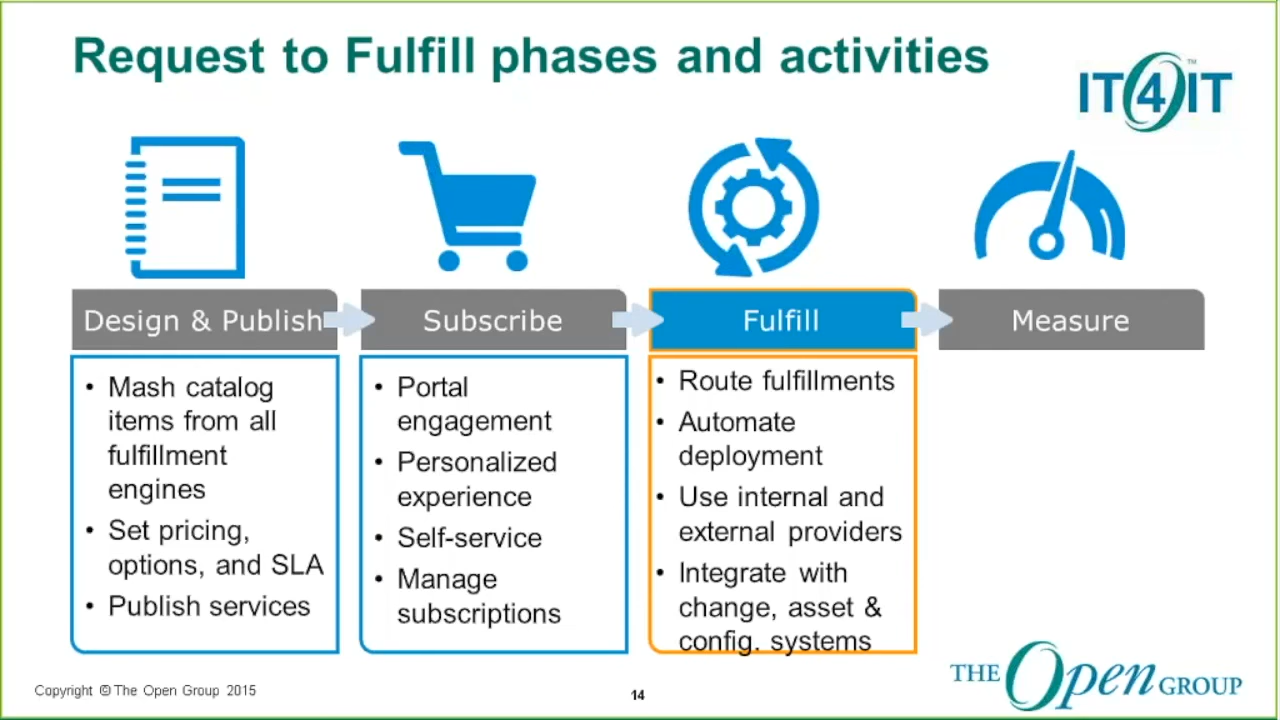 Request to Fulfill phases and activities
IT4IT™
Design & Publish
Subscribe
Fulfill
Measure
• Mash catalog
items from all
fulfillment
engines
• Set pricing,
options, and SLA
• Publish services
• Portal
engagement
• Personalized
experience
• Self-service
• Manage
subscriptions
• Route fulfillments
• Automate
deployment
• Use internal and
external providers
• Integrate with
change, asset &
config. systems
Copyright © The Open Group 2015
14
THE Open GROUP